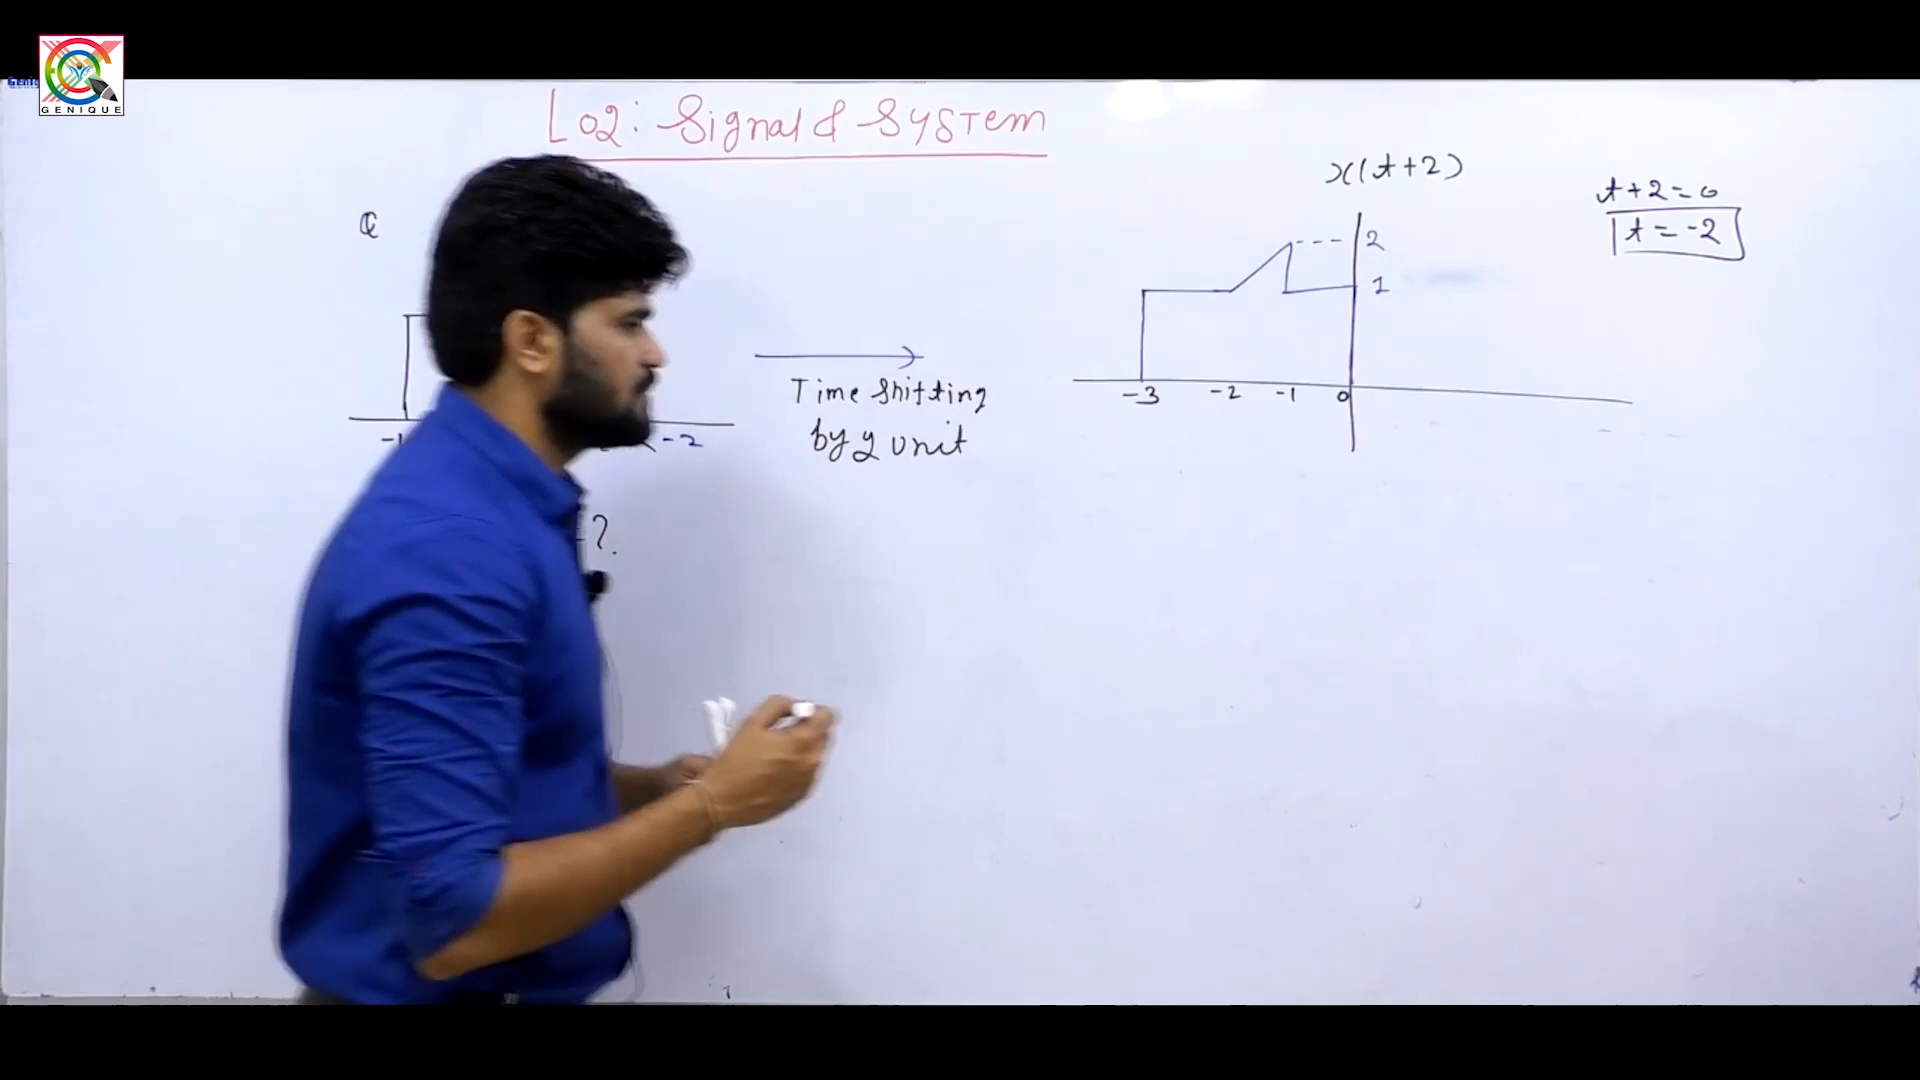 GENIQUE
L02: Signal & System
Q
x(t+2)
t+2=0
t=-2
2
1
-3 -2 -1 0
Time Shifting
by 2 unit
-1
-2
?